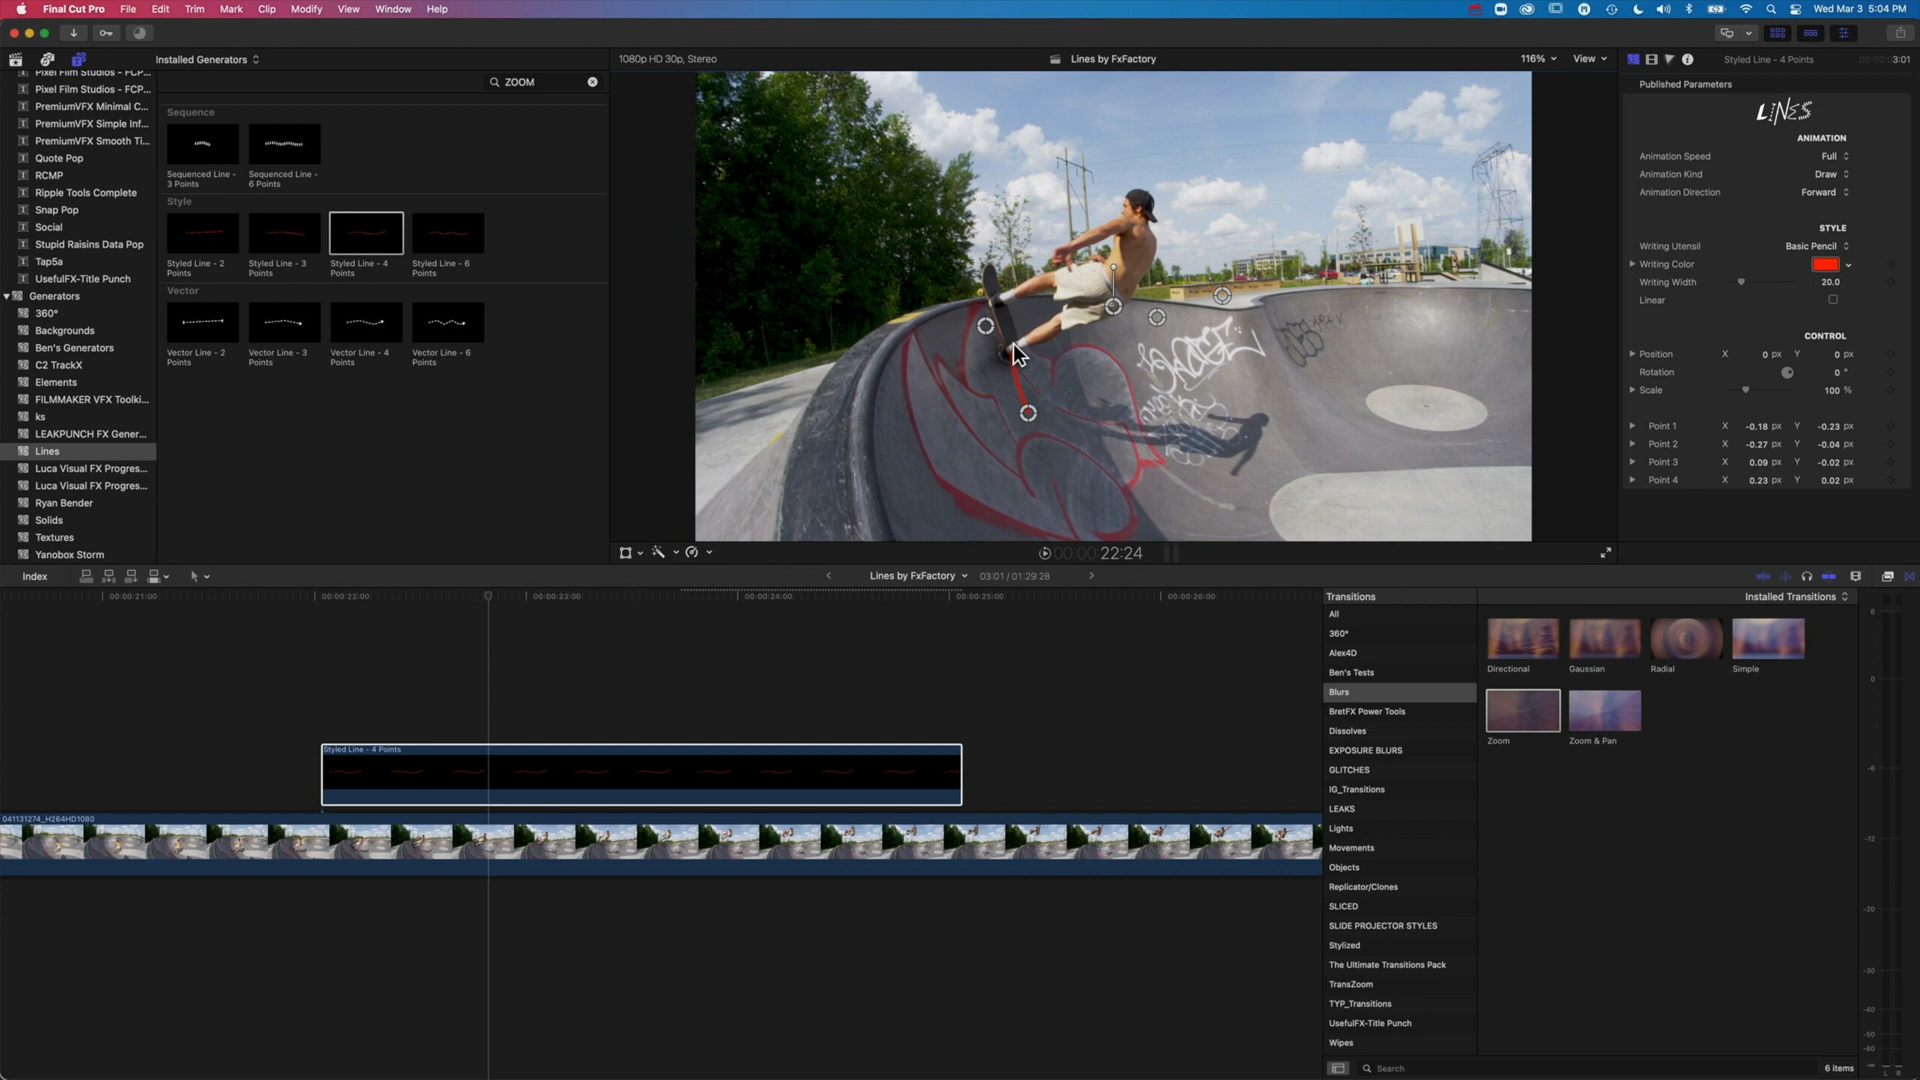 Final Cut Pro File Edit Trim Mark Clip Modify View Window Help
Wed Mar 3 5:04 PM
Installed Generators
1080p HD 30p, Stereo
Lines by FxFactory
116%
View
Styled Line - 4 Points
3:01
Pixel Film Studios - FCP...
Pixel Film Studios - FCP...
PremiumVFX Minimal C...
PremiumVFX Simple Inf...
PremiumVFX Smooth Ti...
Quote Pop
RCMP
Ripple Tools Complete
Snap Pop
Social
Stupid Raisins Data Pop
Tap5a
UsefulFX-Title Punch
Generators
360°
Backgrounds
Ben's Generators
C2 TrackX
Elements
FILMMAKER VFX Toolki...
ks
LEAKPUNCH FX Gener...
Lines
Luca Visual FX Progres...
Luca Visual FX Progres...
Ryan Bender
Solids
Textures
Yanobox Storm
ZOOM
Sequence
Sequenced Line - 3 Points
Sequenced Line - 6 Points
Style
Styled Line - 2 Points
Styled Line - 3 Points
Styled Line - 4 Points
Styled Line - 6 Points
Vector
Vector Line - 2 Points
Vector Line - 3 Points
Vector Line - 4 Points
Vector Line - 6 Points
Published Parameters
LINES
ANIMATION
Animation Speed Full
Animation Kind Draw
Animation Direction Forward
STYLE
Writing Utensil Basic Pencil
Writing Color
Writing Width 20.0
Linear
CONTROL
Position X 0 px Y 0 px
Rotation 0 °
Scale 100 %
Point 1 X -0.18 px Y -0.23 px
Point 2 X -0.27 px Y -0.04 px
Point 3 X 0.09 px Y -0.02 px
Point 4 X 0.23 px Y 0.02 px
00:00:22:24
Index
Lines by FxFactory
03:01 / 01:29:28
00:00:21:00
00:00:22:00
00:00:23:00
00:00:24:00
00:00:25:00
00:00:26:00
Styled Line - 4 Points
041131274_H264HD1080
Transitions
Installed Transitions
All
360°
Alex4D
Ben's Tests
Blurs
BretFX Power Tools
Dissolves
EXPOSURE BLURS
GLITCHES
IG_Transitions
LEAKS
Lights
Movements
Objects
Replicator/Clones
SLICED
SLIDE PROJECTOR STYLES
Stylized
The Ultimate Transitions Pack
TransZoom
TYP_Transitions
UsefulFX-Title Punch
Wipes
Directional
Gaussian
Radial
Simple
Zoom
Zoom & Pan
Search
6 items
6
0
-6
-12
-20
-30
-40
-50
-60
-∞
L R